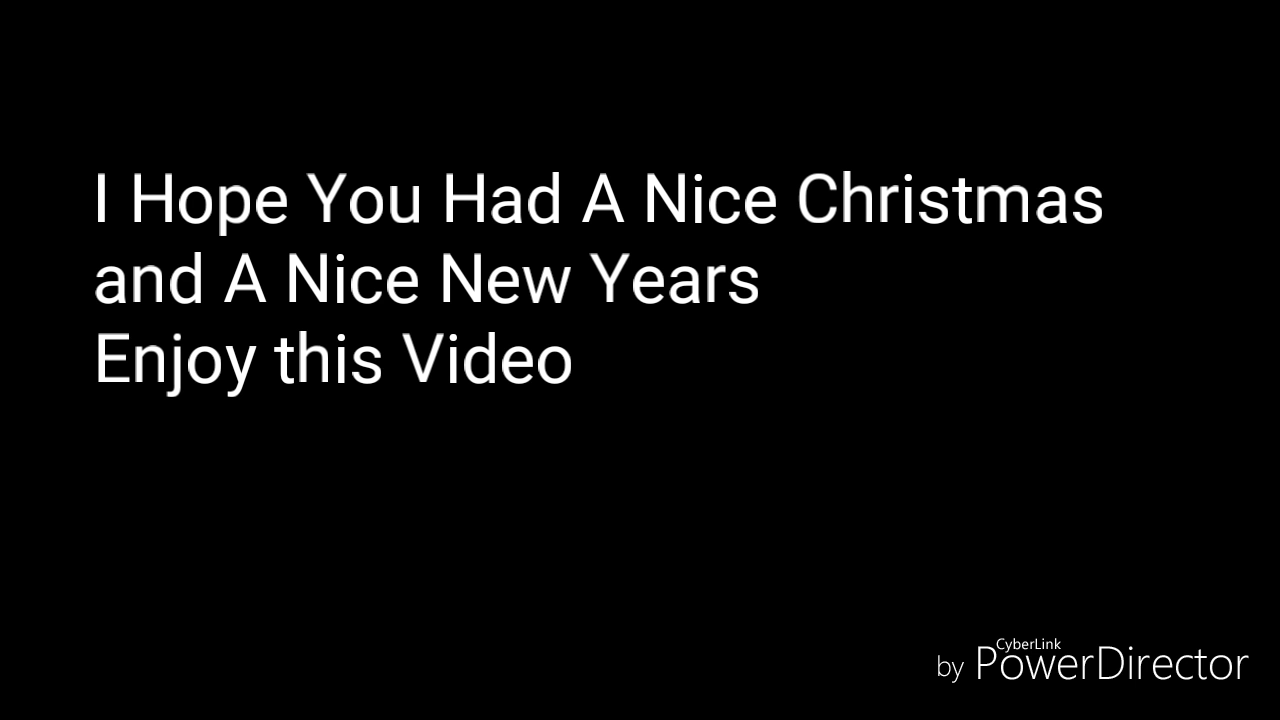 I Hope You Had A Nice Christmas
and A Nice New Years
Enjoy this Video
by CyberLink PowerDirector